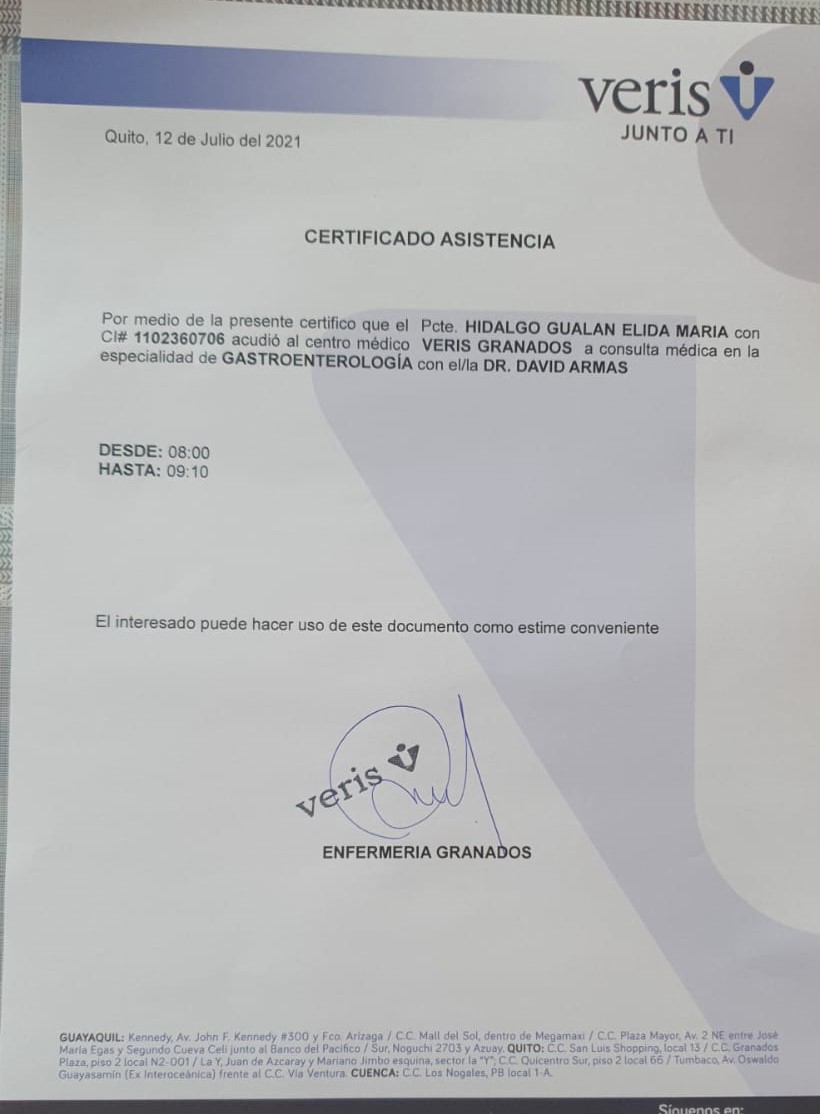 veris
JUNTO A TI
Quito, 12 de Julio del 2021
CERTIFICADO ASISTENCIA
Por medio de la presente certifico que el Pcte. HIDALGO GUALAN ELIDA MARIA con
CI# 1102360706 acudió al centro médico VERIS GRANADOS a consulta médica en la
especialidad de GASTROENTEROLOGÍA con el/la DR. DAVID ARMAS
DESDE: 08:00
HASTA: 09:10
El interesado puede hacer uso de este documento como estime conveniente
veris
ENFERMERIA GRANADOS
GUAYAQUIL: Kennedy, Av. John F. Kennedy #300 y Fco. Arizaga / C.C. Mall del Sol, dentro de Megamaxi / C.C. Plaza Mayor, Av. 2 NE entre José
María Egas y Segundo Cueva Celi junto al Banco del Pacífico / Sur, Noguchi 2703 y Azuay. QUITO: C.C. San Luis Shopping, local 13 / C.C. Granados
Plaza, piso 2 local N2-001 / La Y, Juan de Azcaray y Mariano Jimbo esquina, sector la "Y"; C.C. Quicentro Sur, piso 2 local 66 / Tumbaco, Av. Oswaldo
Guayasamín (Ex Interoceánica) frente al C.C. Vía Ventura. CUENCA: C.C. Los Nogales, PB local 1-A.
Síguenos en: